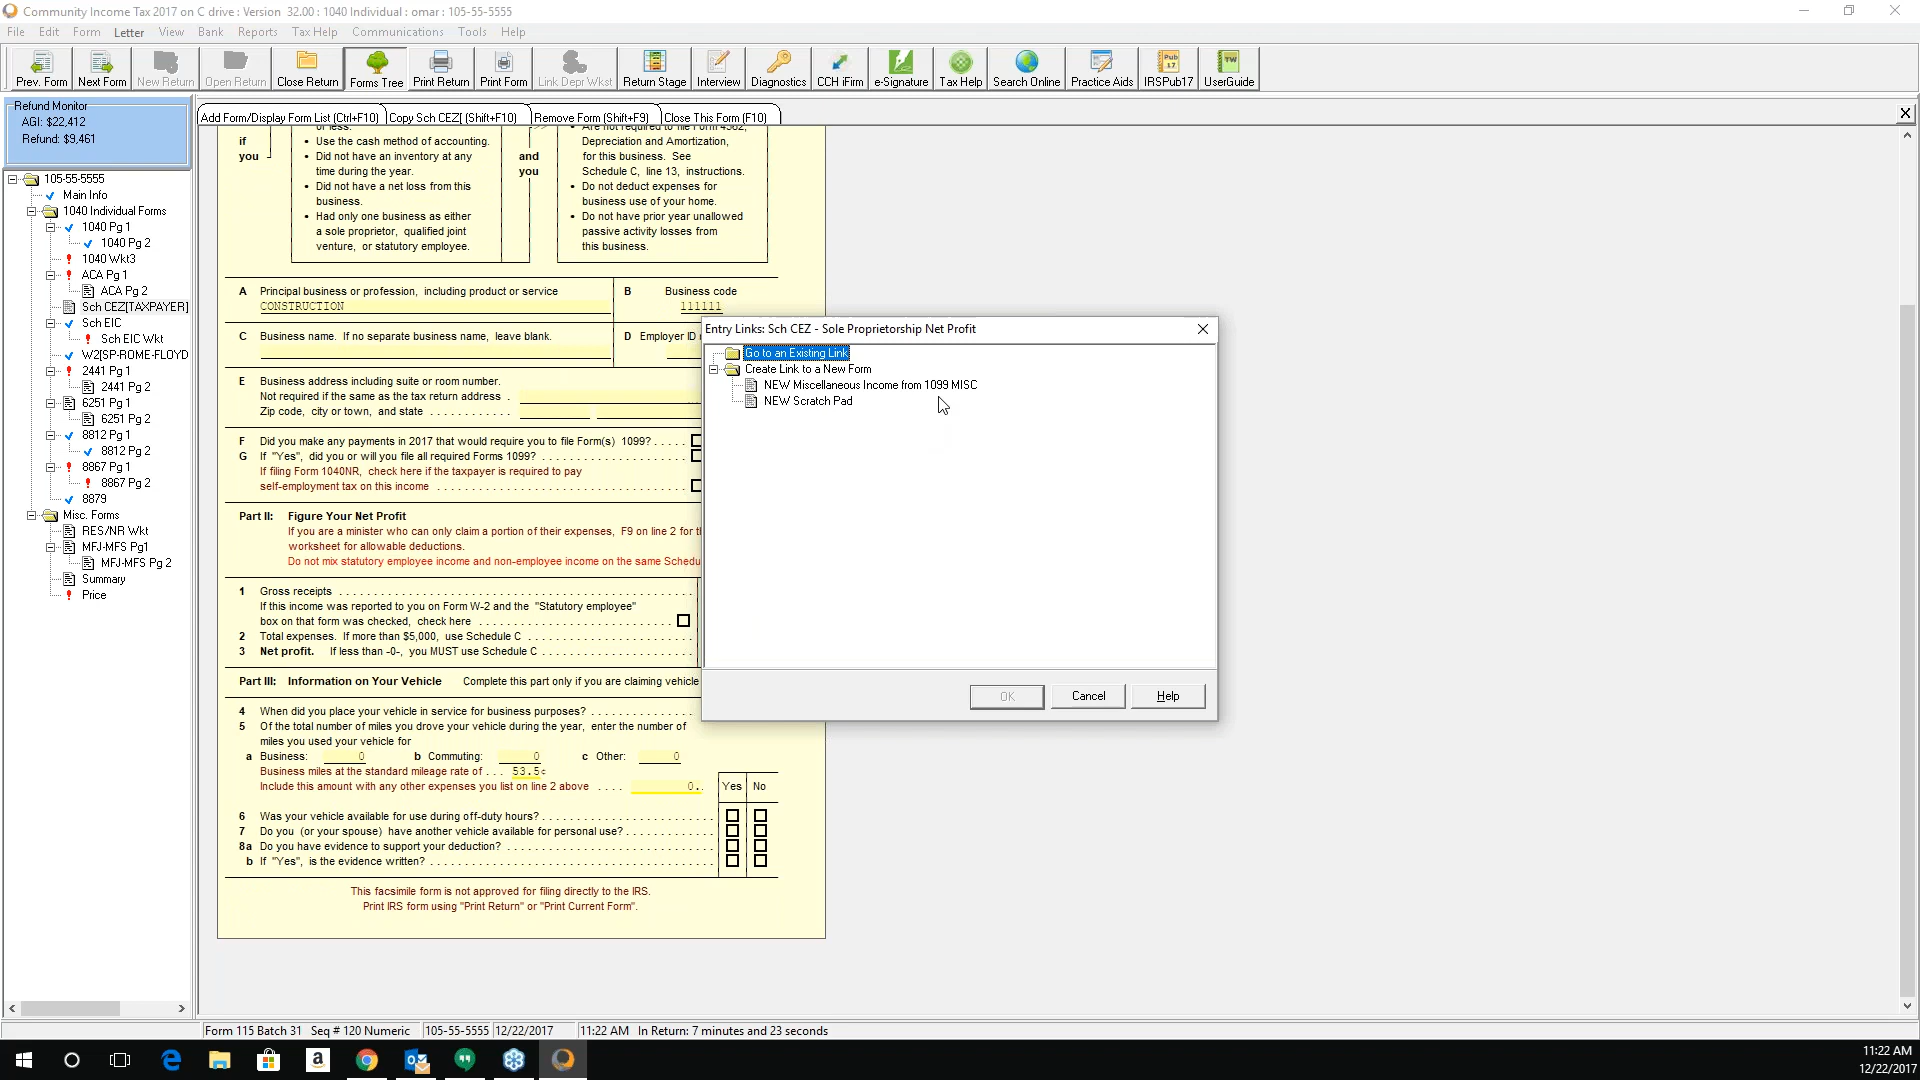 Community Income Tax 2017 on C drive : Version 32.00 : 1040 Individual : omar : 105-55-5555
File Edit Form Letter View Bank Reports Tax Help Communications Tools Help
Prev. Form Next Form New Return Open Return Close Return Forms Tree Print Return Print Form Link Depr Wkst Return Stage Interview Diagnostics CCH iFirm e-Signature Tax Help Search Online Practice Aids IRSPub17 UserGuide
Refund Monitor
AGI: $22,412
Refund: $9,461
Add Form/Display Form List (Ctrl+F10) Copy Sch CEZ[ (Shift+F10) Remove Form (Shift+F9) Close This Form (F10)
105-55-5555
Main Info
1040 Individual Forms
1040 Pg 1
1040 Pg 2
1040 Wkt3
ACA Pg 1
ACA Pg 2
Sch CEZ[TAXPAYER]
Sch EIC
Sch EIC Wkt
W2[SP-ROME-FLOYD
2441 Pg 1
2441 Pg 2
6251 Pg 1
6251 Pg 2
8812 Pg 1
8812 Pg 2
8867 Pg 1
8867 Pg 2
8879
Misc. Forms
RES/NR Wkt
MFJ-MFS Pg1
MFJ-MFS Pg 2
Summary
Price
if
you
or less.
• Use the cash method of accounting.
• Did not have an inventory at any
time during the year.
• Did not have a net loss from this
business.
• Had only one business as either
a sole proprietor, qualified joint
venture, or statutory employee.
and
you
• Are not required to file Form 4562,
Depreciation and Amortization,
for this business. See
Schedule C, line 13, instructions.
• Do not deduct expenses for
business use of your home.
• Do not have prior year unallowed
passive activity losses from
this business.
A Principal business or profession, including product or service
CONSTRUCTION
B Business code
111111
C Business name. If no separate business name, leave blank.
D Employer ID
E Business address including suite or room number.
Not required if the same as the tax return address .
Zip code, city or town, and state . . . . . . . . . . . .
F Did you make any payments in 2017 that would require you to file Form(s) 1099? . . . . .
G If "Yes", did you or will you file all required Forms 1099? . . . . . . . . . . . . . . . . . . . . .
If filing Form 1040NR, check here if the taxpayer is required to pay
self-employment tax on this income . . . . . . . . . . . . . . . . . . . . . . . . . . . . . . . . . . .
Part II: Figure Your Net Profit
If you are a minister who can only claim a portion of their expenses, F9 on line 2 for th
worksheet for allowable deductions.
Do not mix statutory employee income and non-employee income on the same Schedu
1 Gross receipts . . . . . . . . . . . . . . . . . . . . . . . . . . . . . . . . . . . . . . . . . . . . . . . . .
If this income was reported to you on Form W-2 and the "Statutory employee"
box on that form was checked, check here . . . . . . . . . . . . . . . . . . . . . . . . . . .
2 Total expenses. If more than $5,000, use Schedule C . . . . . . . . . . . . . . . . . . . . . . .
3 Net profit. If less than -0-, you MUST use Schedule C . . . . . . . . . . . . . . . . . . . . .
Part III: Information on Your Vehicle Complete this part only if you are claiming vehicle
4 When did you place your vehicle in service for business purposes? . . . . . . . . . . . . . .
5 Of the total number of miles you drove your vehicle during the year, enter the number of
miles you used your vehicle for
a Business: 0 b Commuting: 0 c Other: 0
Business miles at the standard mileage rate of . . . 53.5¢
Include this amount with any other expenses you list on line 2 above . . . . 0.
Yes No
6 Was your vehicle available for use during off-duty hours? . . . . . . . . . . . . . . . . . . . . . . . .
7 Do you (or your spouse) have another vehicle available for personal use? . . . . . . . . . . . . .
8a Do you have evidence to support your deduction? . . . . . . . . . . . . . . . . . . . . . . . . . . . . . .
b If "Yes", is the evidence written? . . . . . . . . . . . . . . . . . . . . . . . . . . . . . . . . . . . . . . . .
This facsimile form is not approved for filing directly to the IRS.
Print IRS form using "Print Return" or "Print Current Form".
Entry Links: Sch CEZ - Sole Proprietorship Net Profit
Go to an Existing Link
Create Link to a New Form
NEW Miscellaneous Income from 1099 MISC
NEW Scratch Pad
OK Cancel Help
Form 115 Batch 31 Seq # 120 Numeric 105-55-5555 12/22/2017 11:22 AM In Return: 7 minutes and 23 seconds
11:22 AM
12/22/2017